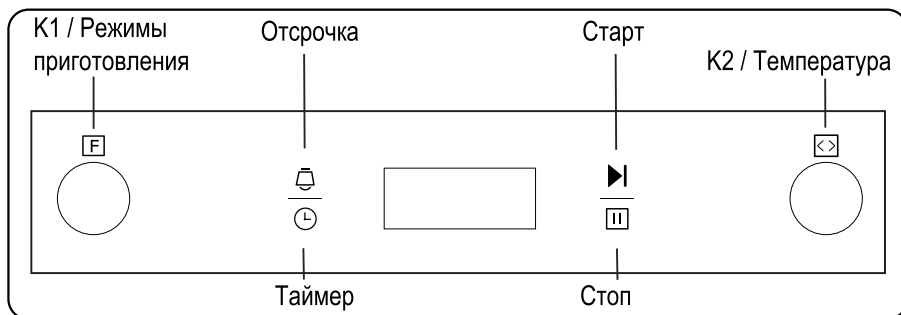 K1 / Режимы
приготовления
Отсрочка
Старт
K2 / Температура
F
Таймер
Стоп